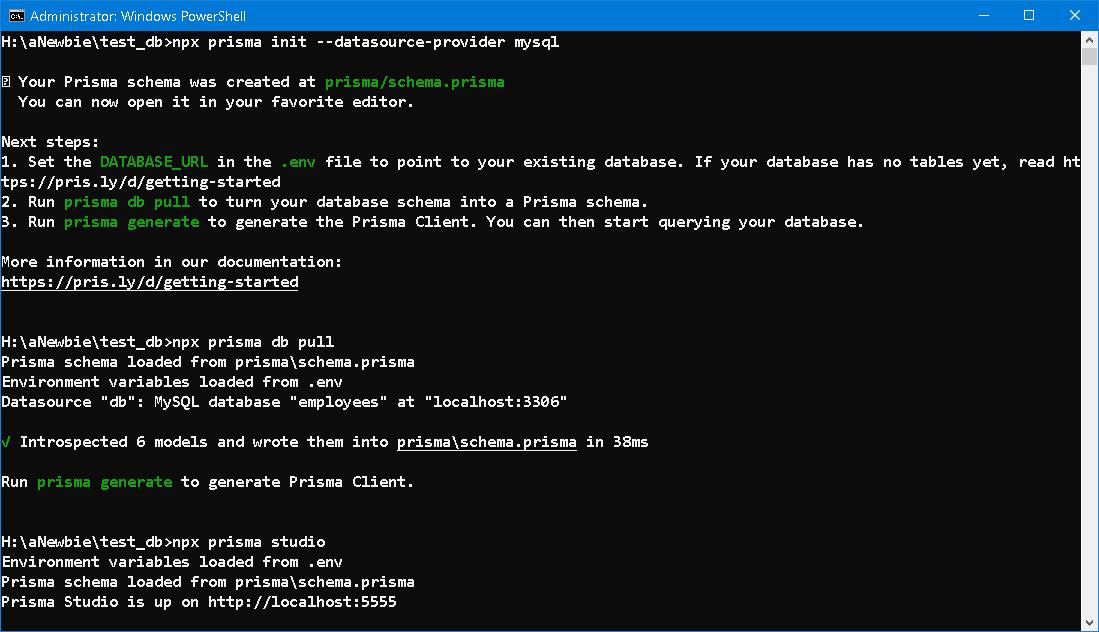 Administrator: Windows PowerShell
H:\aNewbie\test_db>npx prisma init --datasource-provider mysql
Your Prisma schema was created at prisma/schema.prisma
You can now open it in your favorite editor.
Next steps:
1. Set the DATABASE_URL in the .env file to point to your existing database. If your database has no tables yet, read ht
tps://pris.ly/d/getting-started
2. Run prisma db pull to turn your database schema into a Prisma schema.
3. Run prisma generate to generate the Prisma Client. You can then start querying your database.
More information in our documentation:
https://pris.ly/d/getting-started
H:\aNewbie\test_db>npx prisma db pull
Prisma schema loaded from prisma\schema.prisma
Environment variables loaded from .env
Datasource "db": MySQL database "employees" at "localhost:3306"
√ Introspected 6 models and wrote them into prisma\schema.prisma in 38ms
Run prisma generate to generate Prisma Client.
H:\aNewbie\test_db>npx prisma studio
Environment variables loaded from .env
Prisma schema loaded from prisma\schema.prisma
Prisma Studio is up on http://localhost:5555